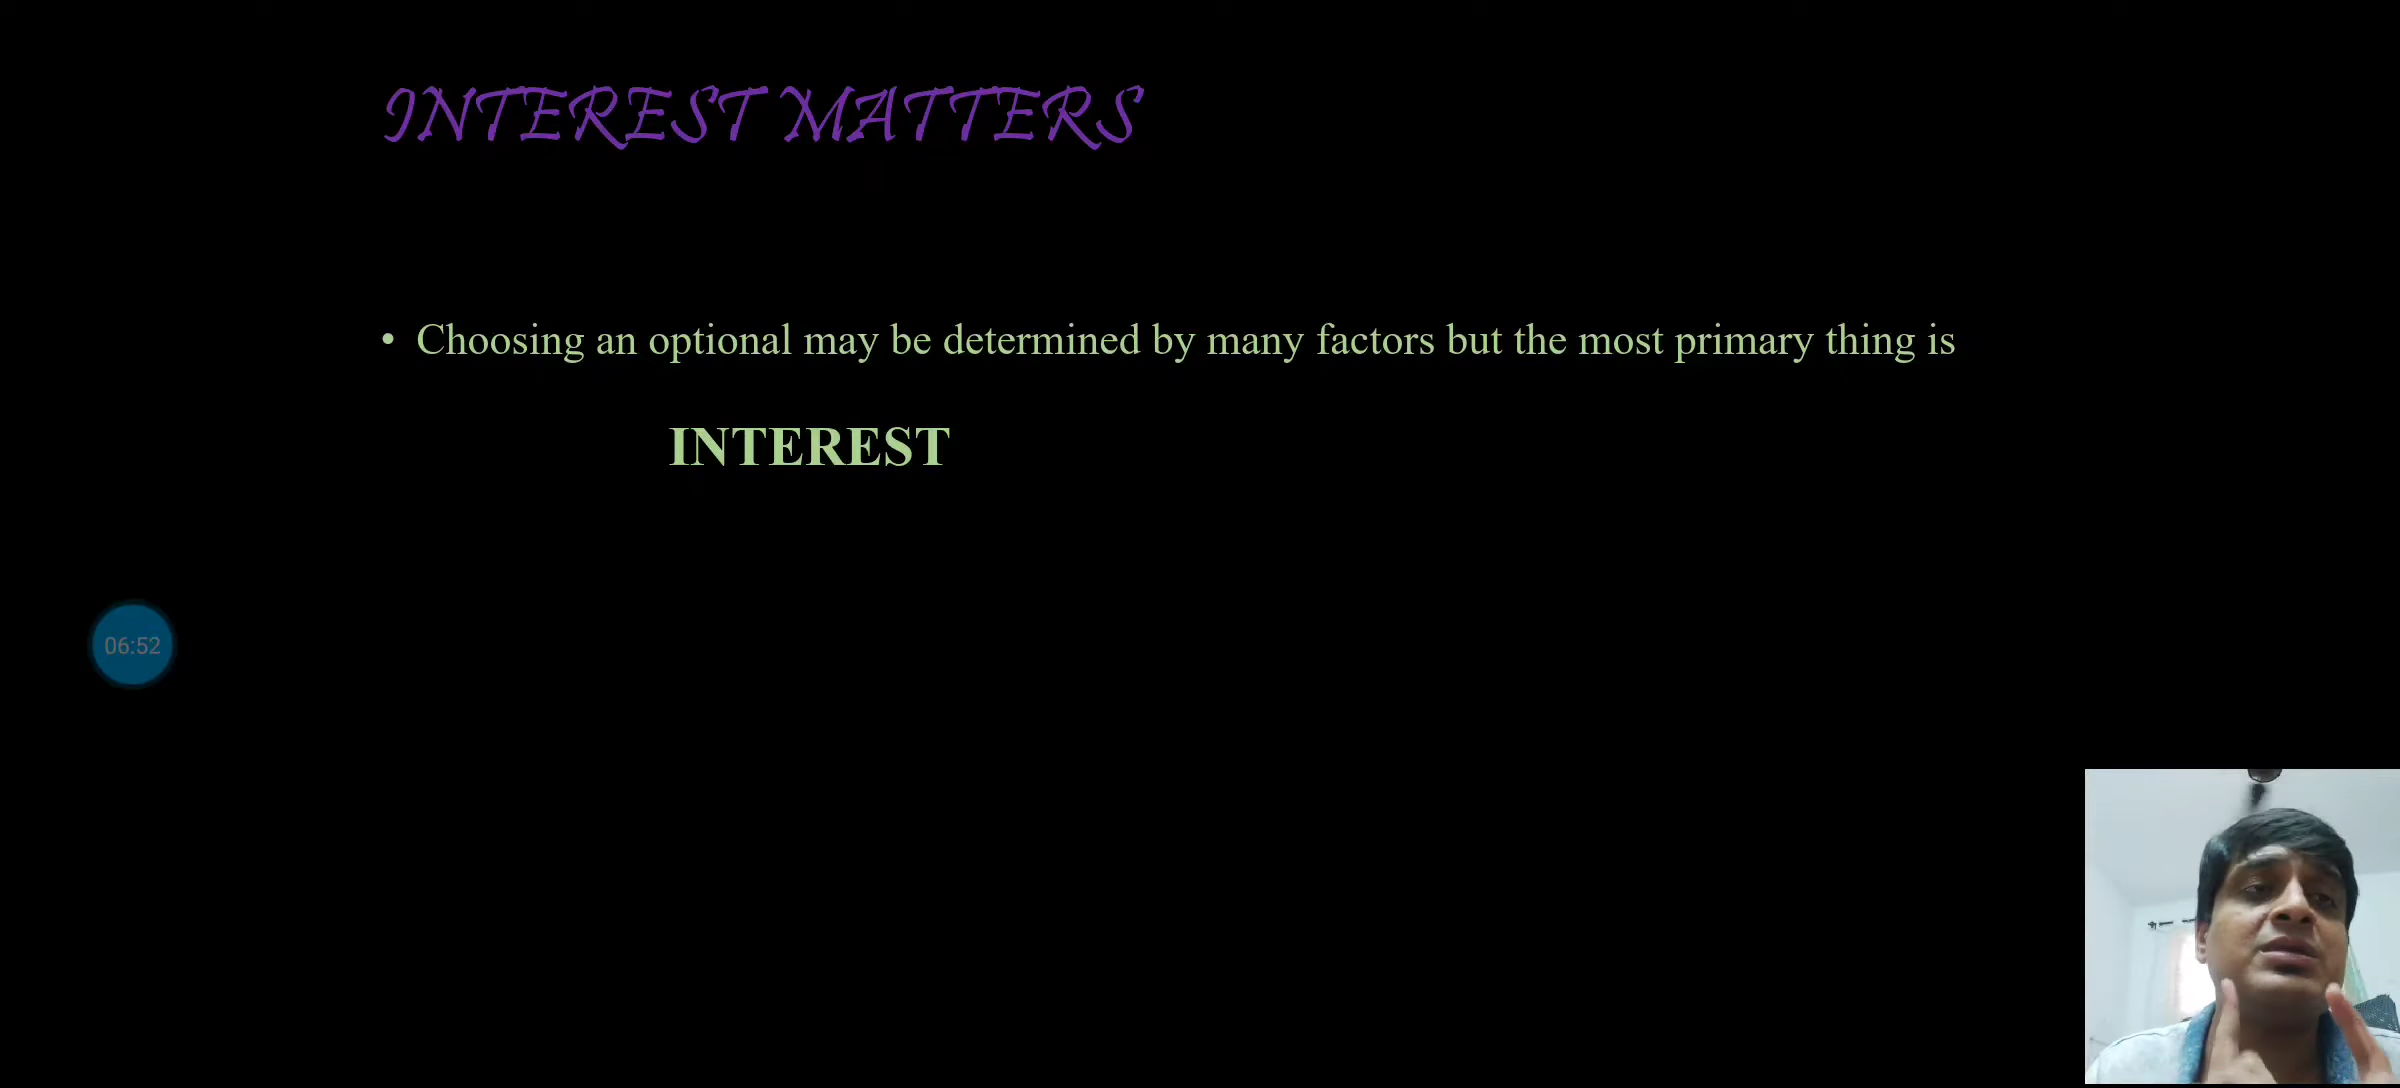 INTEREST MATTERS
• Choosing an optional may be determined by many factors but the most primary thing is
INTEREST
06:52